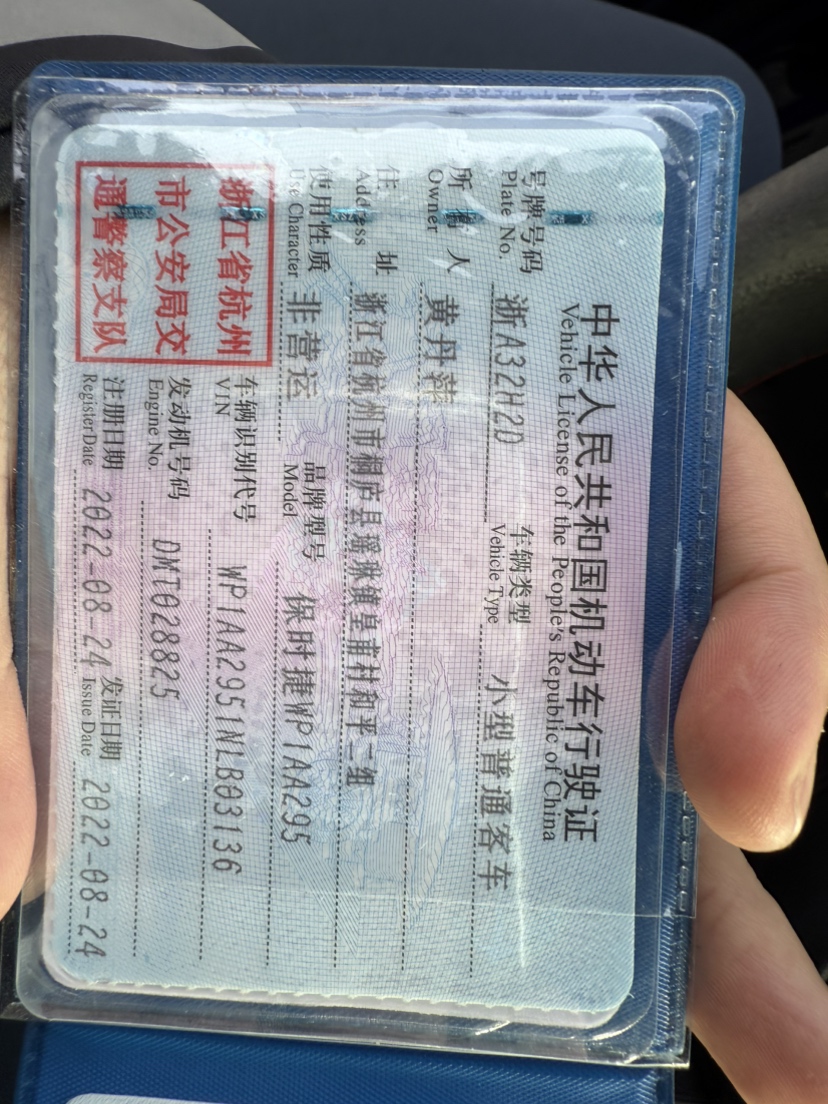 中华人民共和国机动车行驶证
Vehicle License of the People's Republic of China
号牌号码 浙A32H2D 车辆类型 小型普通客车
Plate No. Vehicle Type
所有人 黄丹萍
Owner
住址 浙江省杭州市桐庐县瑶琳镇皇甫村和平二组
Address
使用性质 非营运 品牌型号 保时捷WP1AA295
Use Character Model
浙江省杭州
市公安局交
通警察支队
车辆识别代号 WP1AA2951NLB03136
VIN
发动机号码 DMT028825
Engine No.
注册日期 2022-08-24 发证日期 2022-08-24
Register Date Issue Date